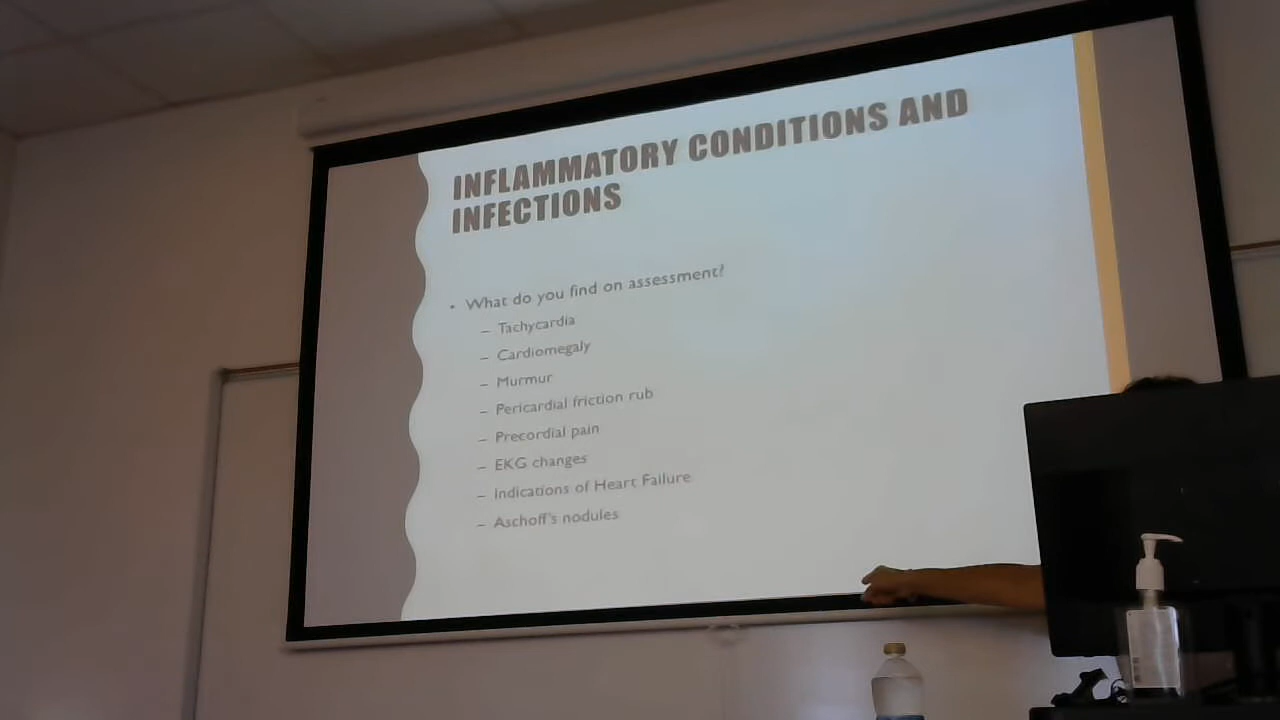 INFLAMMATORY CONDITIONS AND
INFECTIONS
• What do you find on assessment?
– Tachycardia
– Cardiomegaly
– Murmur
– Pericardial friction rub
– Precordial pain
– EKG changes
– Indications of Heart Failure
– Aschoff's nodules